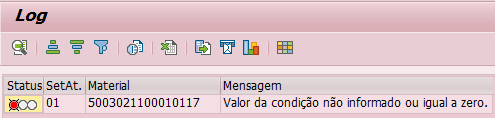 Log
Status SetAt. Material Mensagem
01 5003021100010117 Valor da condição não informado ou igual a zero.